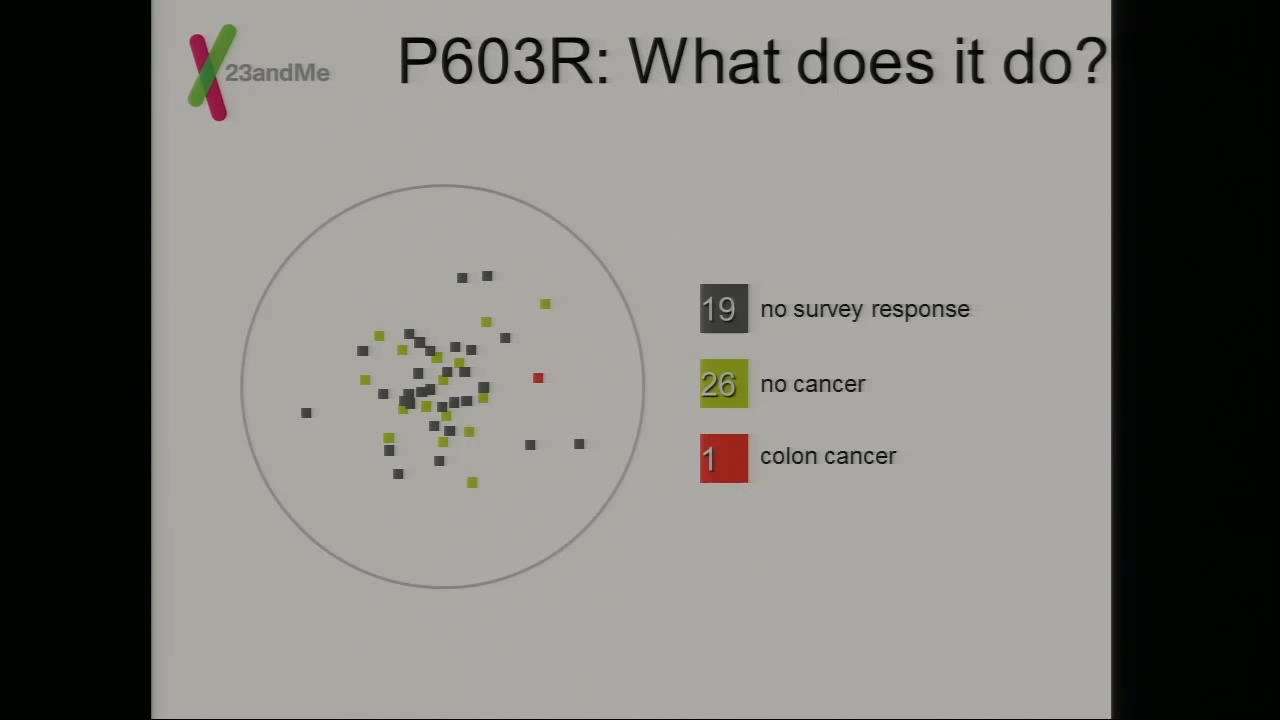 23andMe
P603R: What does it do?
19 no survey response
26 no cancer
1 colon cancer